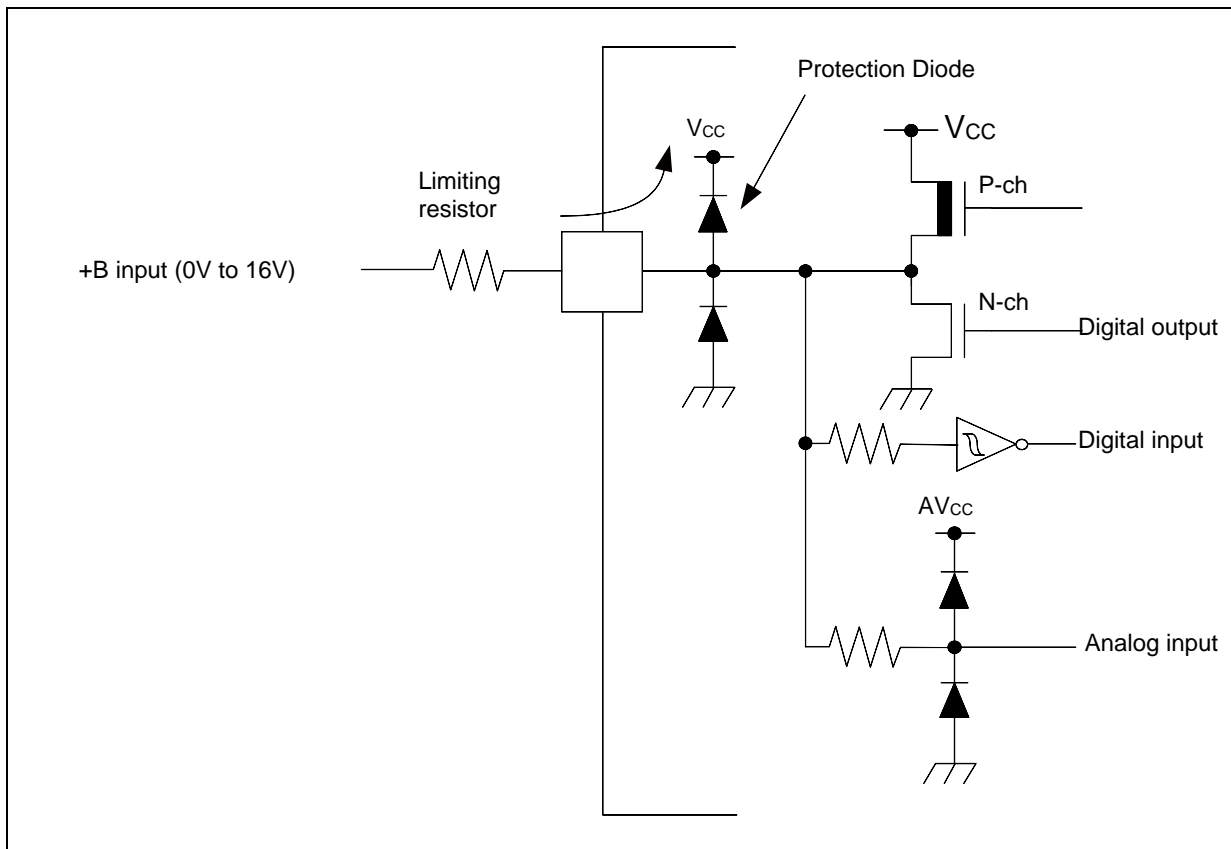 Protection Diode
VCC
VCC
Limiting
resistor
P-ch
+B input (0V to 16V)
N-ch
Digital output
Digital input
AVCC
Analog input